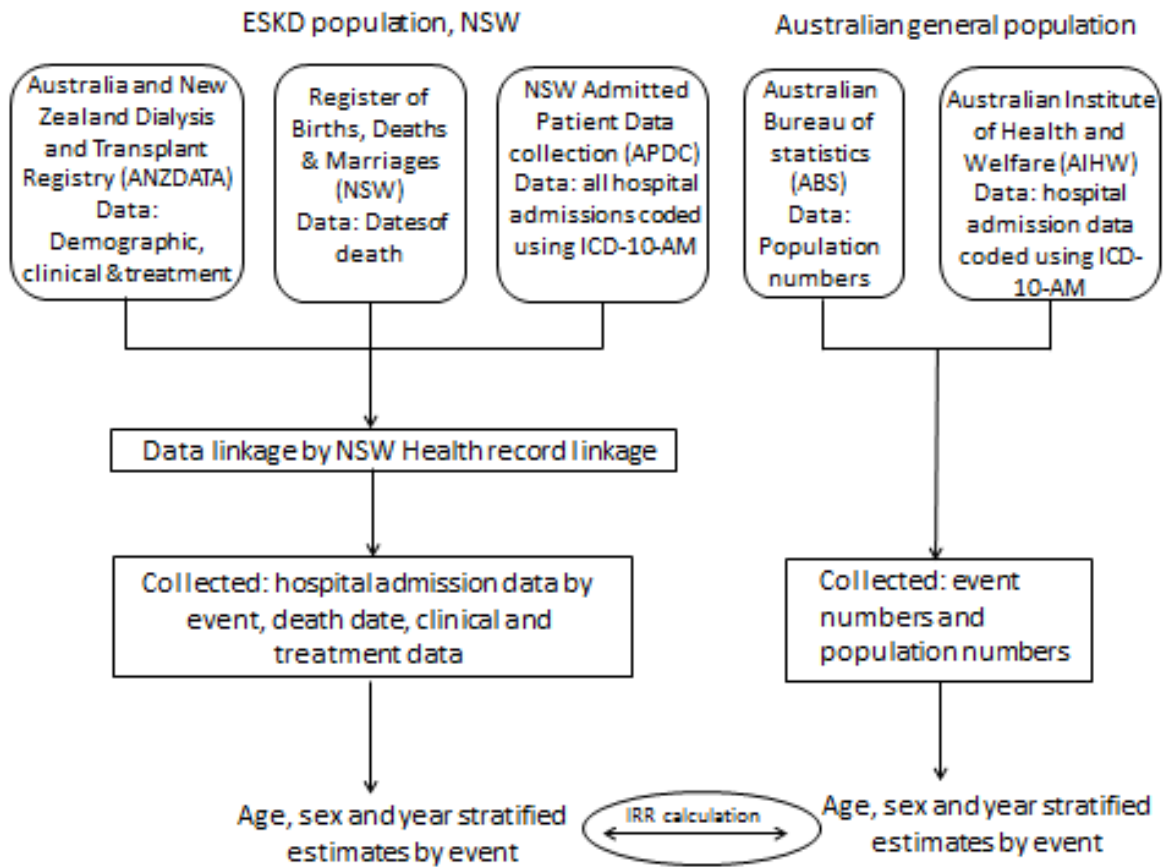 ESKD population, NSW
Australian general population
Australia and New
Zealand Dialysis
and Transplant
Registry (ANZDATA)
Data:
Demographic,
clinical & treatment
Register of
Births, Deaths
& Marriages
(NSW)
Data: Dates of
death
NSW Admitted
Patient Data
collection (APDC)
Data: all hospital
admissions coded
using ICD-10-AM
Australian
Bureau of
statistics
(ABS)
Data:
Population
numbers
Australian Institute
of Health and
Welfare (AIHW)
Data: hospital
admission data
coded using ICD-
10-AM
Data linkage by NSW Health record linkage
Collected: hospital admission data by
event, death date, clinical and
treatment data
Collected: event
numbers and
population numbers
Age, sex and year stratified
estimates by event
IRR calculation
Age, sex and year stratified
estimates by event